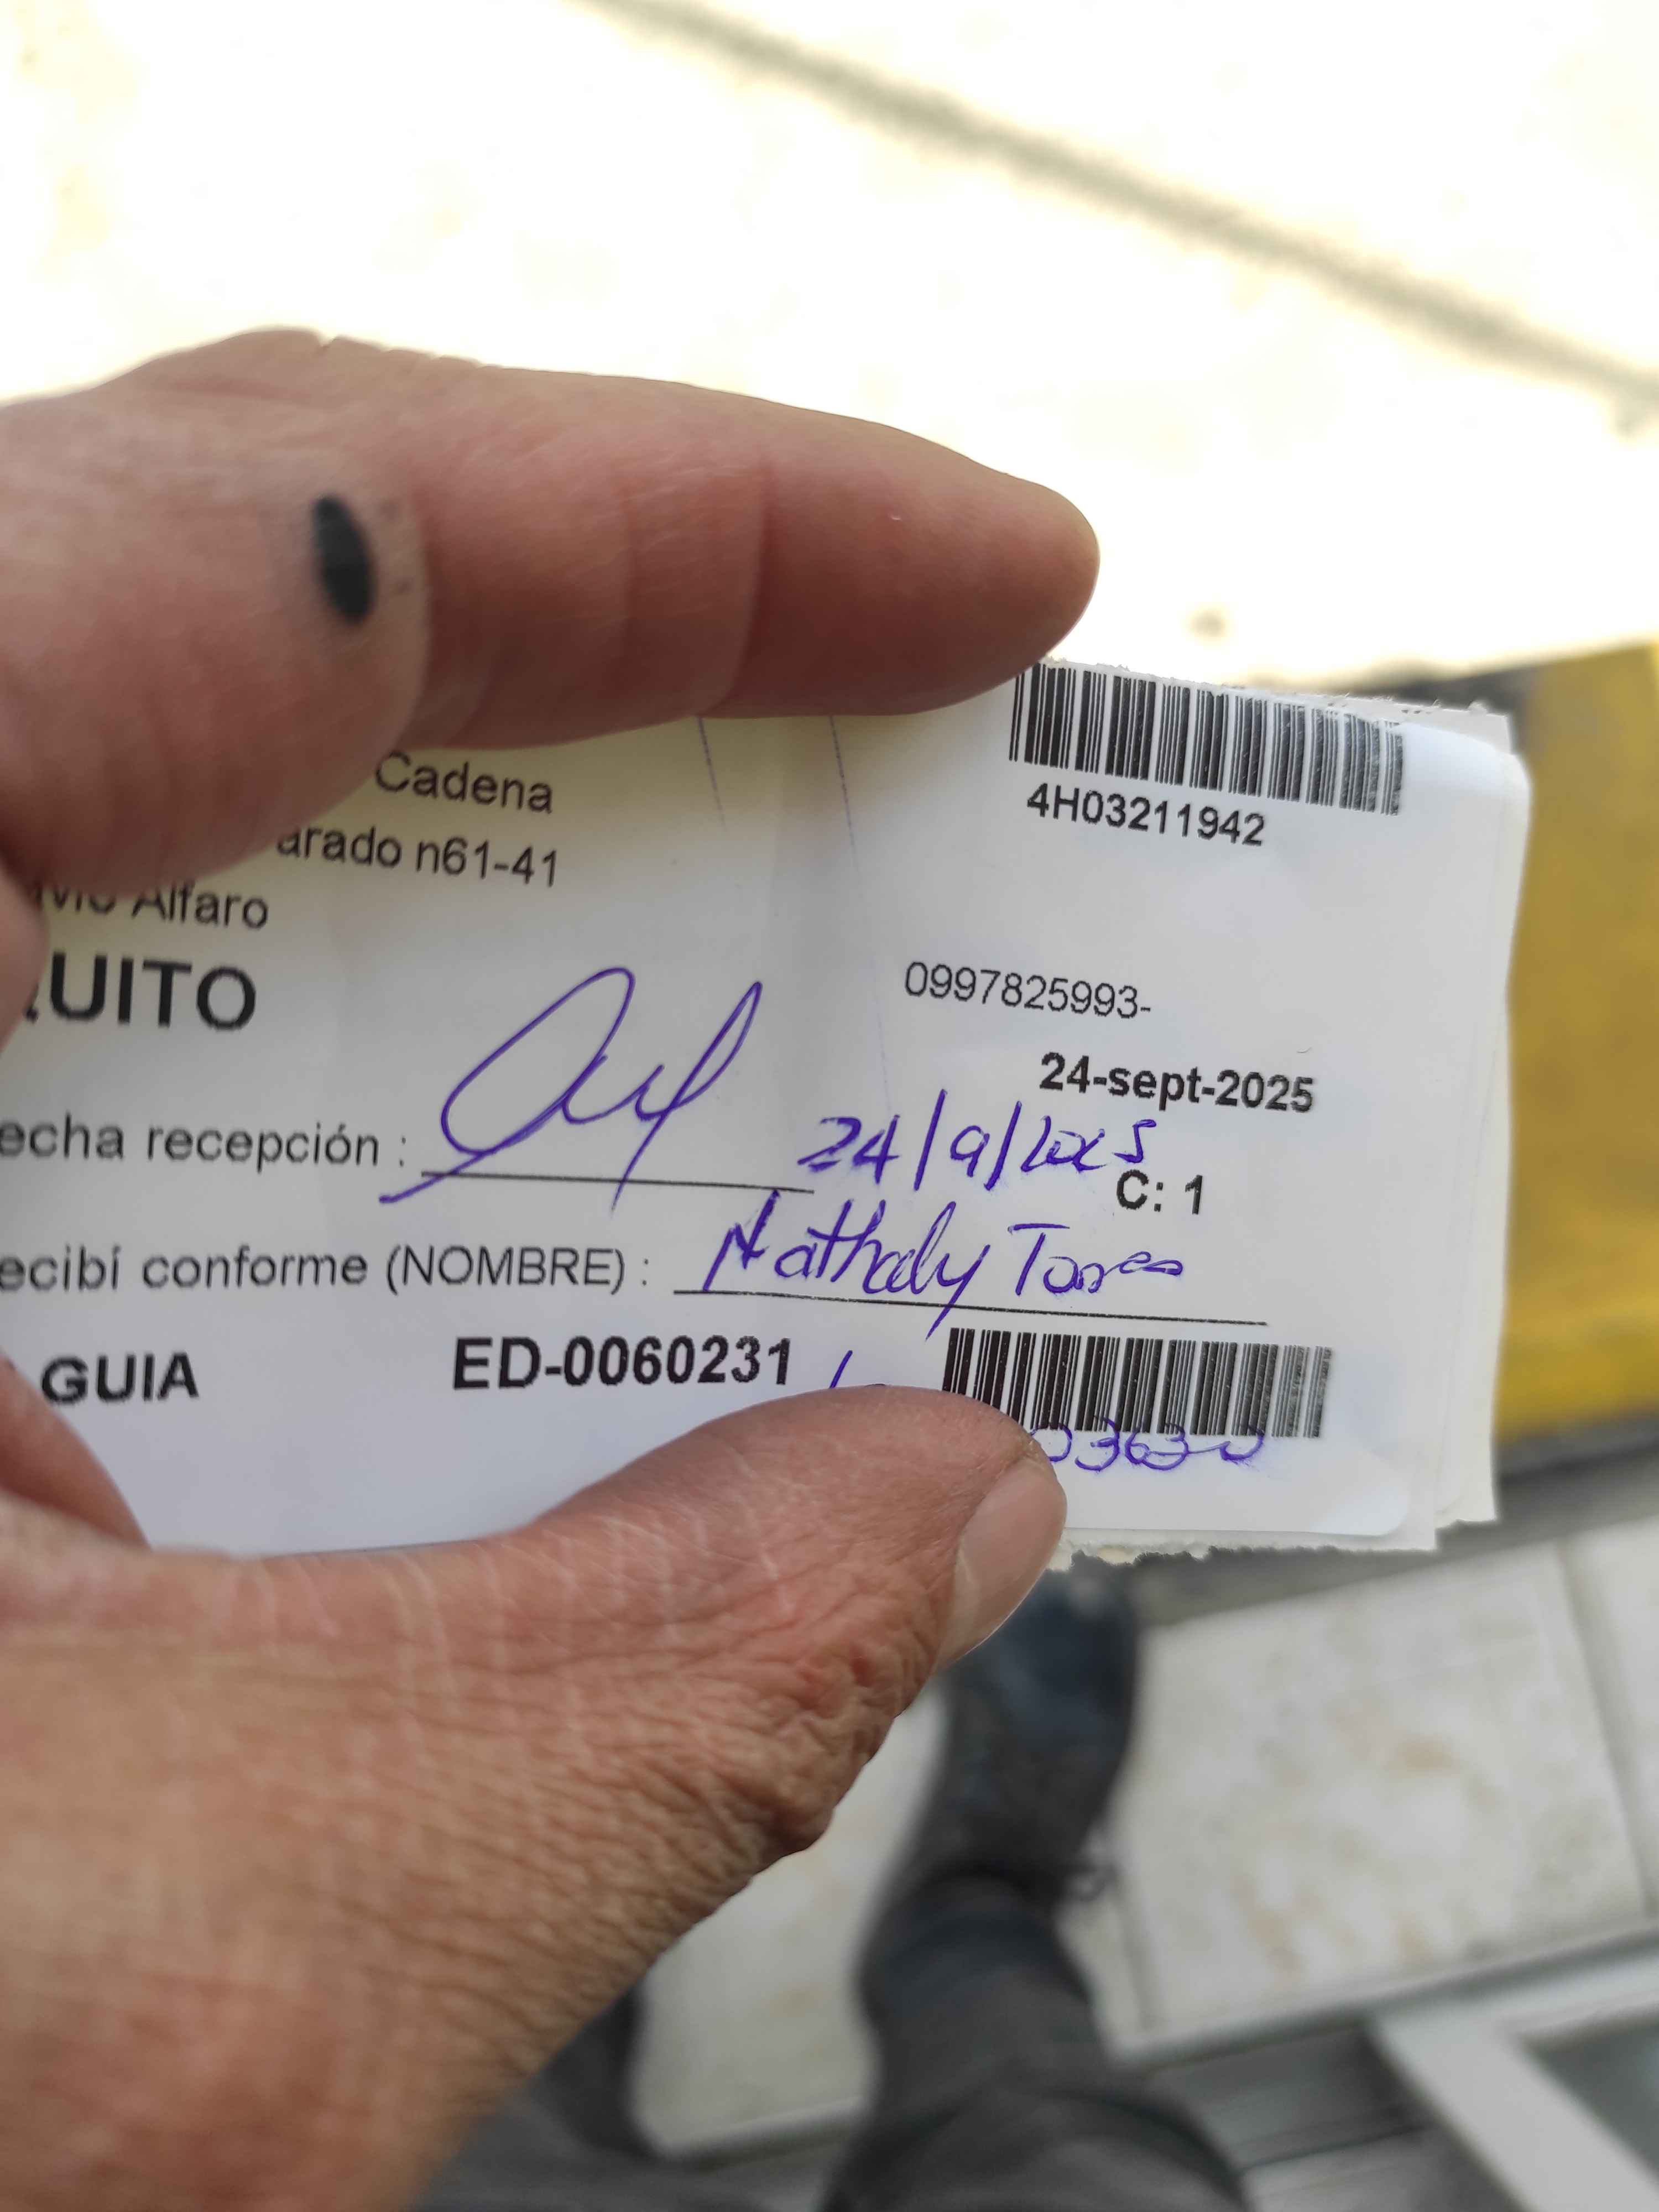 Cadena
4H03211942
arado n61-41
Alfaro
UITO
0997825993-
24-sept-2025
echa recepción :
24/9/2025
C: 1
ecibí conforme (NOMBRE) : Nathaly Torres
GUIA ED-0060231
03630